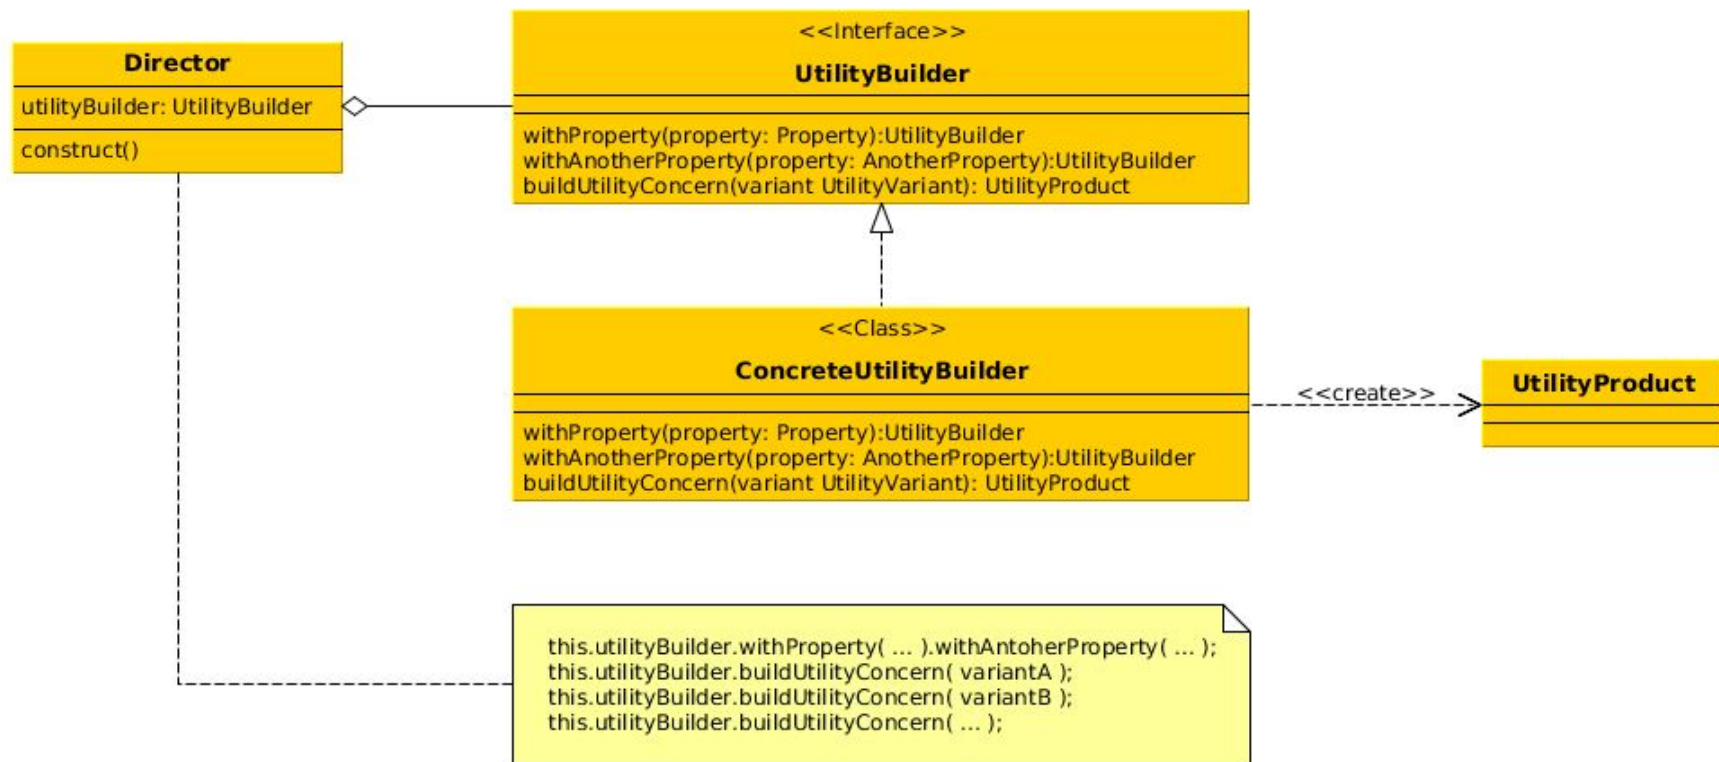 Director
utilityBuilder: UtilityBuilder
construct()
<<Interface>>
UtilityBuilder
withProperty(property: Property):UtilityBuilder
withAnotherProperty(property: AnotherProperty):UtilityBuilder
buildUtilityConcern(variant UtilityVariant): UtilityProduct
<<Class>>
ConcreteUtilityBuilder
withProperty(property: Property):UtilityBuilder
withAnotherProperty(property: AnotherProperty):UtilityBuilder
buildUtilityConcern(variant UtilityVariant): UtilityProduct
<<create>>
UtilityProduct
this.utilityBuilder.withProperty( ... ).withAntoherProperty( ... );
this.utilityBuilder.buildUtilityConcern( variantA );
this.utilityBuilder.buildUtilityConcern( variantB );
this.utilityBuilder.buildUtilityConcern( ... );